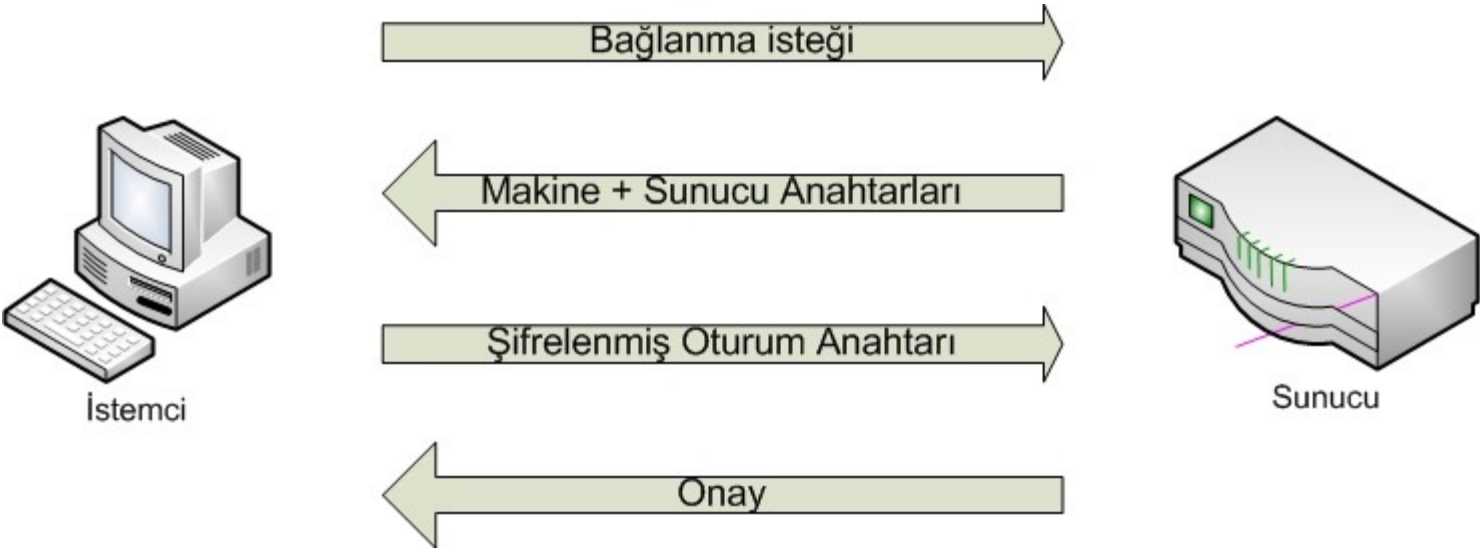 Bağlanma isteği
Makine + Sunucu Anahtarları
Şifrelenmiş Oturum Anahtarı
İstemci
Sunucu
Onay